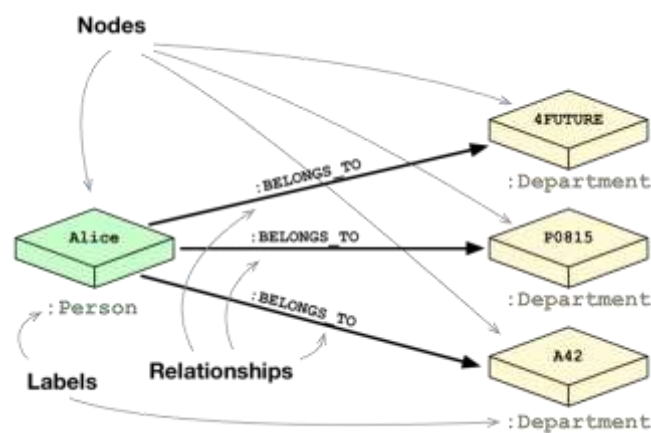 Nodes
4FUTURE
:BELONGS_TO
:Department
Alice
:BELONGS_TO
P0815
:Person
:BELONGS_TO
:Department
A42
Labels
Relationships
:Department